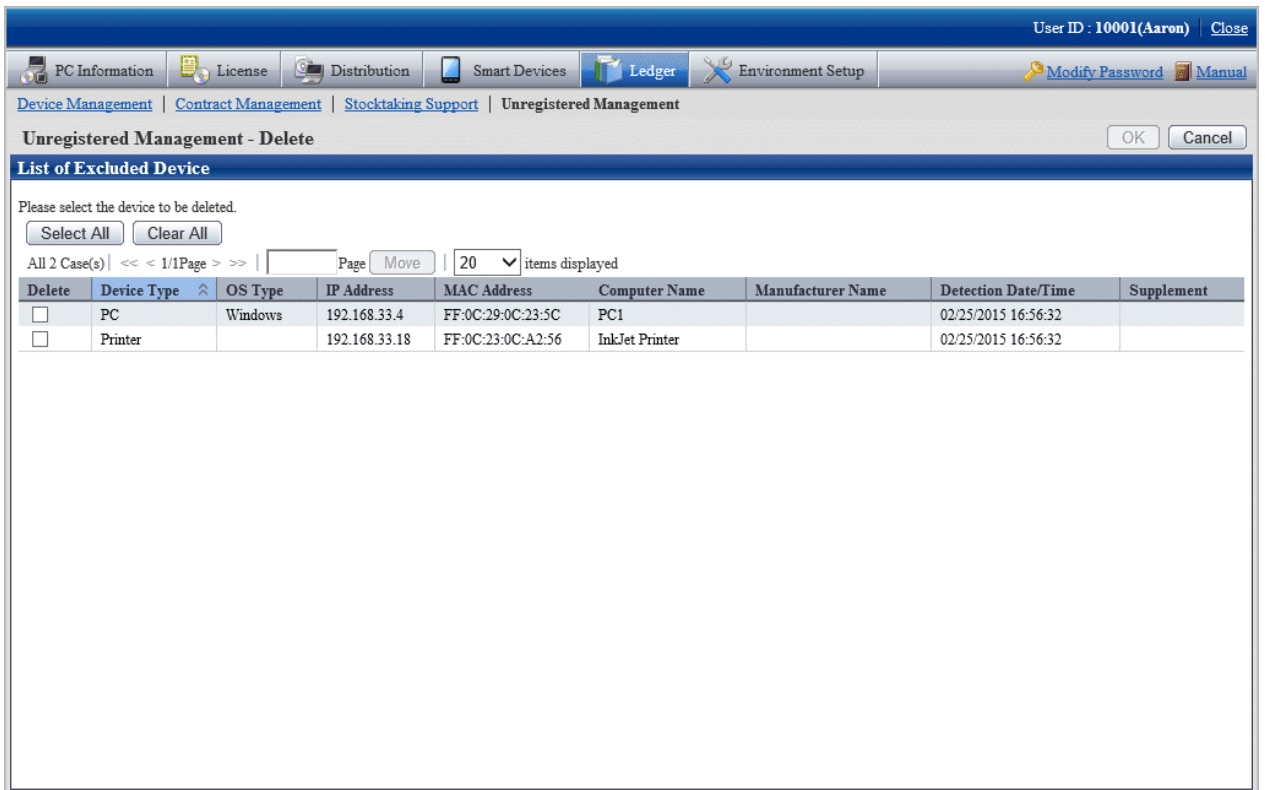 User ID : 10001(Aaron) | Close
PC Information License Distribution Smart Devices Ledger Environment Setup Modify Password Manual
Device Management | Contract Management | Stocktaking Support | Unregistered Management
Unregistered Management - Delete OK Cancel
List of Excluded Device
Please select the device to be deleted.
Select All Clear All
All 2 Case(s) | << < 1/1Page > >> | Page Move | 20 items displayed
Delete Device Type OS Type IP Address MAC Address Computer Name Manufacturer Name Detection Date/Time Supplement
PC Windows 192.168.33.4 FF:0C:29:0C:23:5C PC1 02/25/2015 16:56:32
Printer 192.168.33.18 FF:0C:23:0C:A2:56 InkJet Printer 02/25/2015 16:56:32